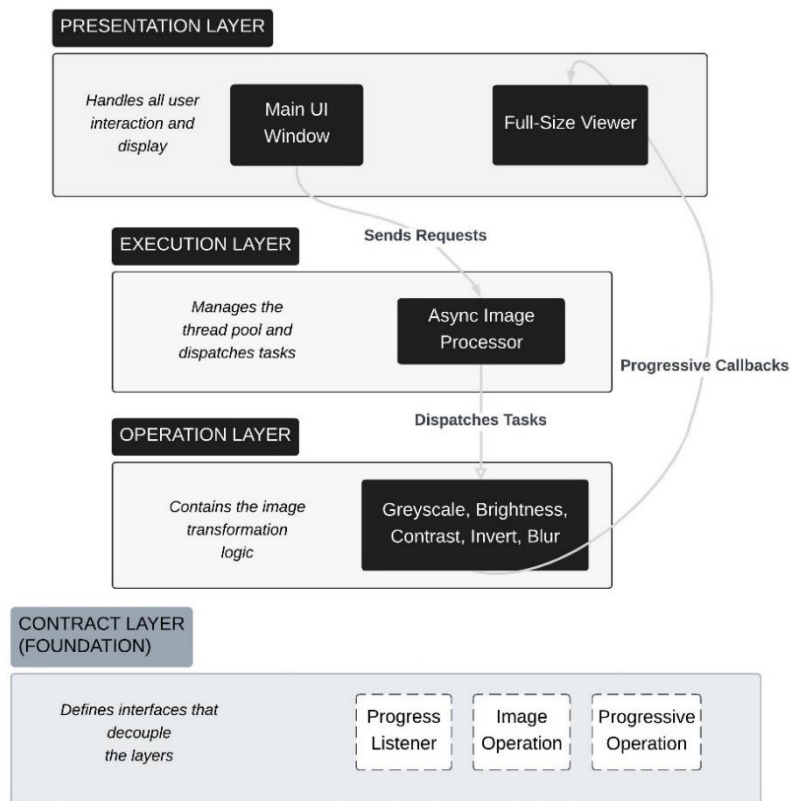 PRESENTATION LAYER
Handles all user
interaction and
display
Main UI
Window
Full-Size Viewer
Sends Requests
EXECUTION LAYER
Manages the
thread pool and
dispatches tasks
Async Image
Processor
Progressive Callbacks
Dispatches Tasks
OPERATION LAYER
Contains the image
transformation
logic
Greyscale, Brightness,
Contrast, Invert, Blur
CONTRACT LAYER
(FOUNDATION)
Defines interfaces that
decouple
the layers
Progress
Listener
Image
Operation
Progressive
Operation